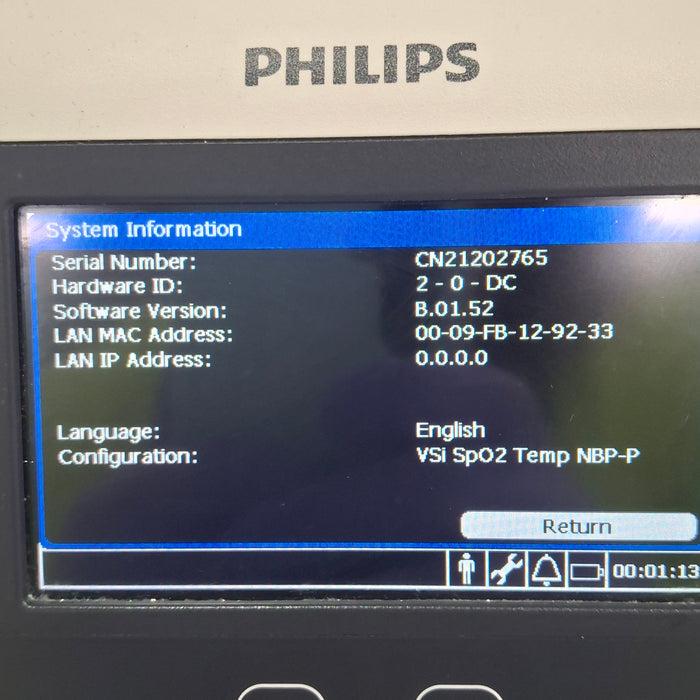 PHILIPS
System Information
Serial Number: CN21202765
Hardware ID: 2 - 0 - DC
Software Version: B.01.52
LAN MAC Address: 00-09-FB-12-92-33
LAN IP Address: 0.0.0.0
Language: English
Configuration: VSi SpO2 Temp NBP-P
Return
00:01:13